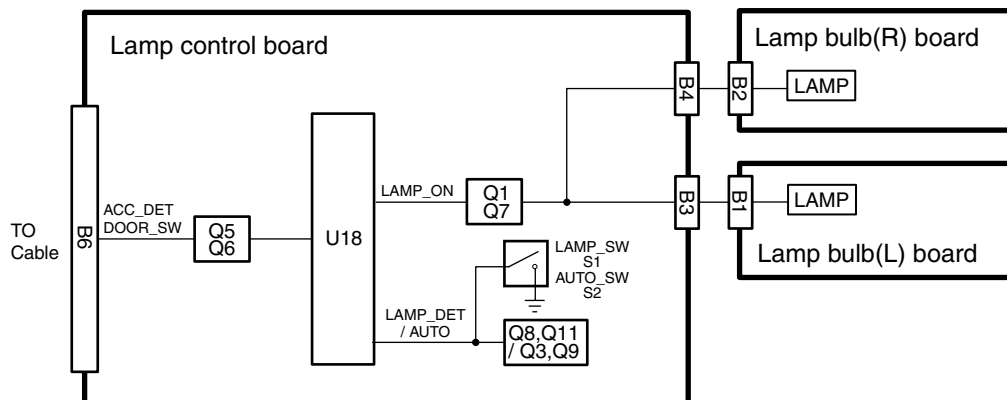 Lamp control board
Lamp bulb(R) board
B4
B2
LAMP
LAMP_ON
Q1
Q7
B3
B1
LAMP
Lamp bulb(L) board
TO
Cable
B6
ACC_DET
DOOR_SW
Q5
Q6
U18
LAMP_SW
S1
AUTO_SW
S2
LAMP_DET
/ AUTO
Q8,Q11
/ Q3,Q9